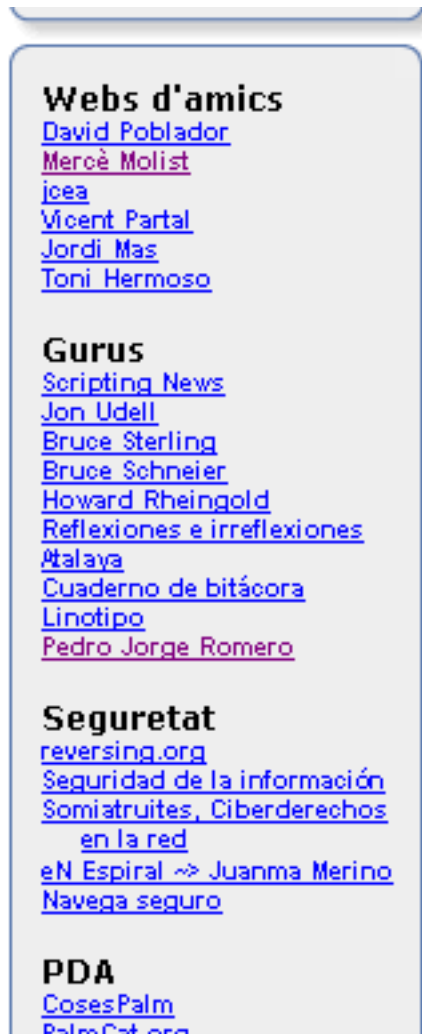 Webs d'amics
David Poblador
Mercè Molist
jcea
Vicent Partal
Jordi Mas
Toni Hermoso
Gurus
Scripting News
Jon Udell
Bruce Sterling
Bruce Schneier
Howard Rheingold
Reflexiones e irreflexiones
Atalaya
Cuaderno de bitácora
Linotipo
Pedro Jorge Romero
Seguretat
reversing.org
Seguridad de la información
Somiatruites, Ciberderechos
en la red
eN Espiral ~> Juanma Merino
Navega seguro
PDA
CosesPalm
PalmCat.org